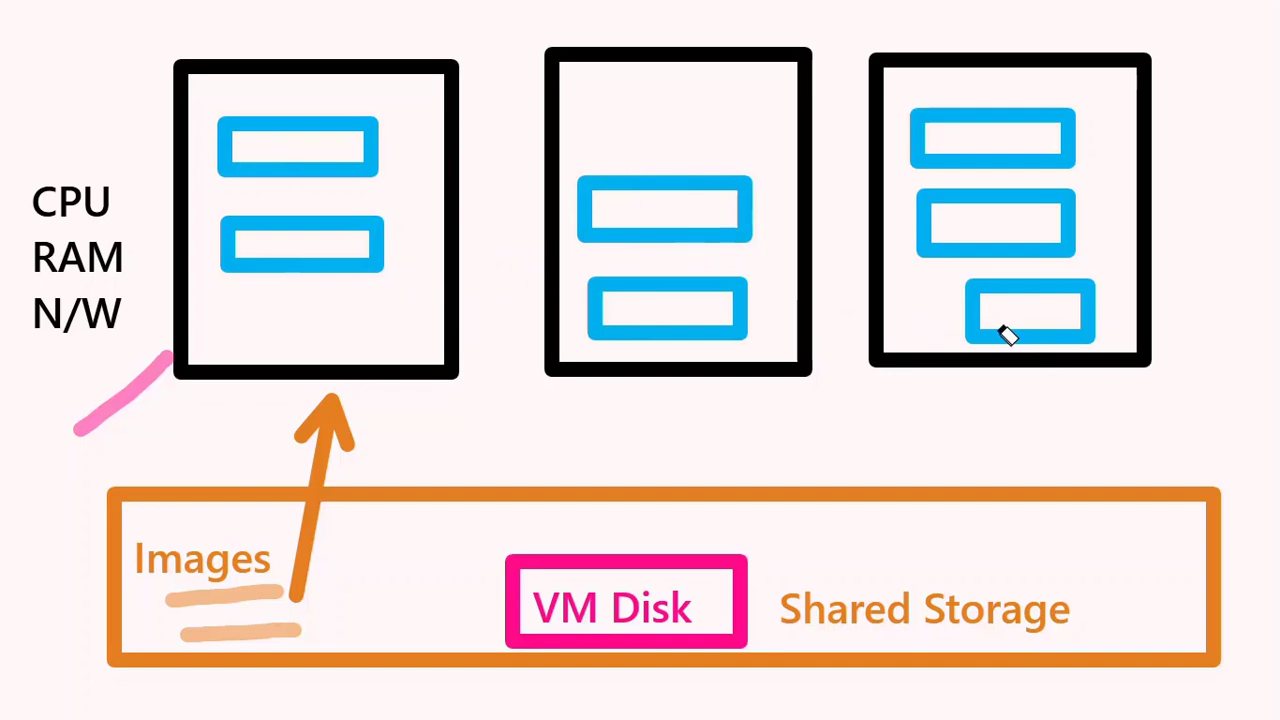 CPU
RAM
N/W
Images
VM Disk
Shared Storage